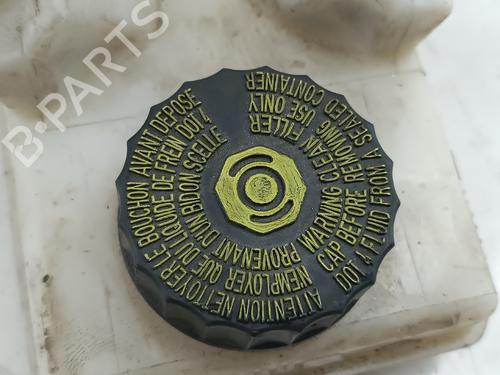 B-PARTS
ATTENTION NETTOYER LE BOUCHON AVANT DEPOSE
N'EMPLOYER QUE DU LIQUIDE DE FREIN DOT 4
PROVENANT D'UN BIDON SCELLE
WARNING CLEAN FILLER
CAP BEFORE REMOVING USE ONLY
DOT 4 FLUID FROM A SEALED CONTAINER